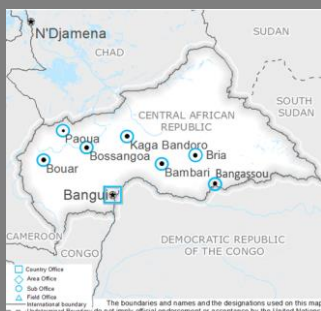 N'Djamena
SUDAN
CHAD
CENTRAL AFRICAN
REPUBLIC
SOUTH
SUDAN
Paoua
Kaga Bandoro
Bossangoa
Bria
Bouar
Bambari
Bangassou
Bangui
CAMEROON
CONGO
DEMOCRATIC REPUBLIC
OF THE CONGO
Country Office
Area Office
Sub Office
Field Office
International boundary
The boundaries and names and the designations used on this map
do not imply official endorsement or acceptance by the United Nations